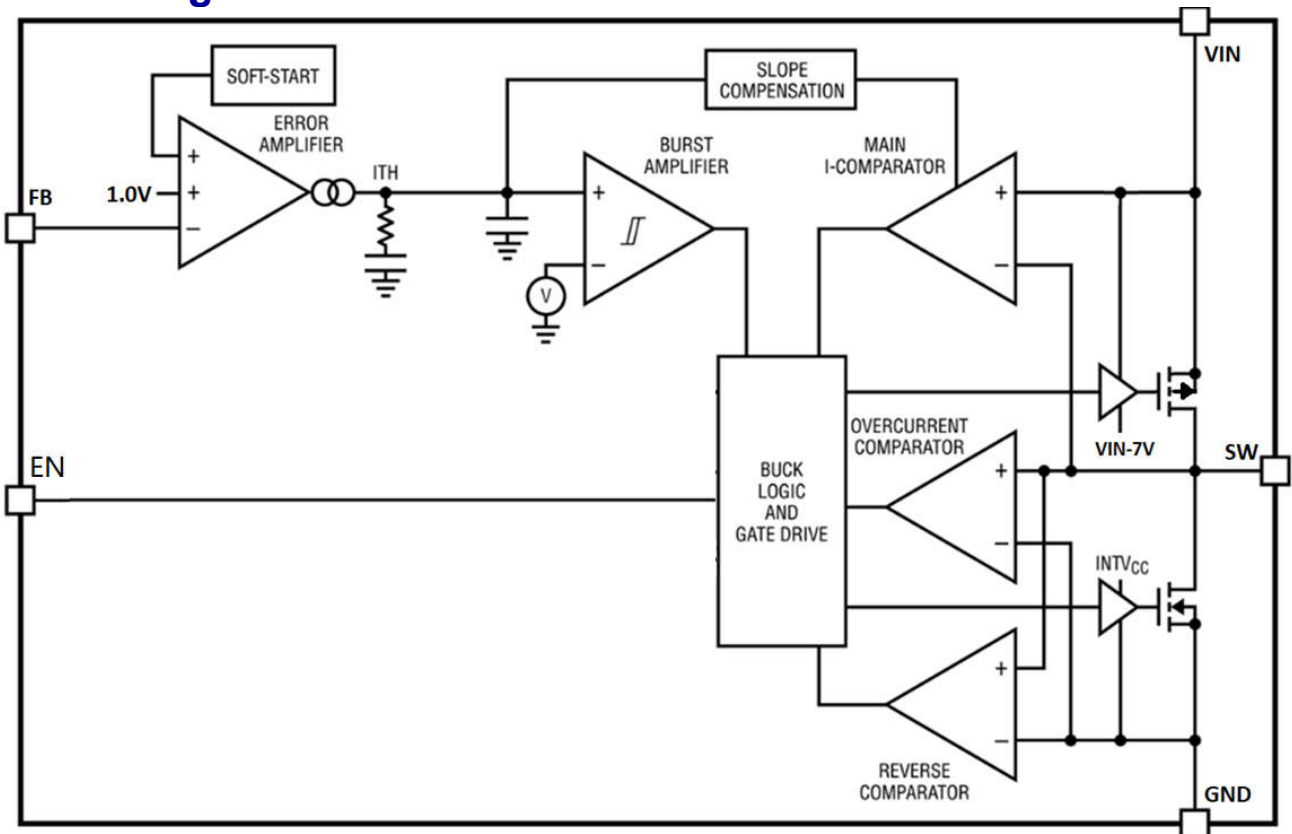 VIN
SOFT-START
SLOPE
COMPENSATION
ERROR
AMPLIFIER
BURST
AMPLIFIER
MAIN
I-COMPARATOR
ITH
FB
1.0V
+
+
−
+
−
V
+
−
OVERCURRENT
COMPARATOR
VIN-7V
SW
EN
BUCK
LOGIC
AND
GATE DRIVE
+
−
INTVCC
+
−
REVERSE
COMPARATOR
GND